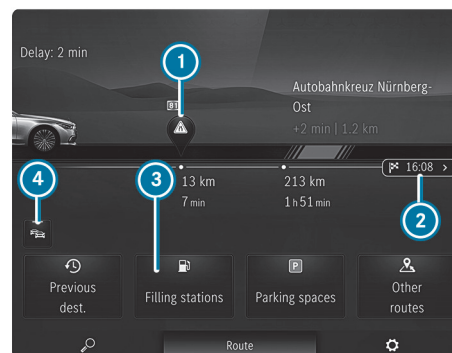 Delay: 2 min
1
Autobahnkreuz Nürnberg-
Ost
+2 min | 1.2 km
B1
16:08 >
4
3
13 km
213 km
7 min
1 h 51 min
2
Previous
dest.
Filling stations
P
Parking spaces
Other
routes
Route